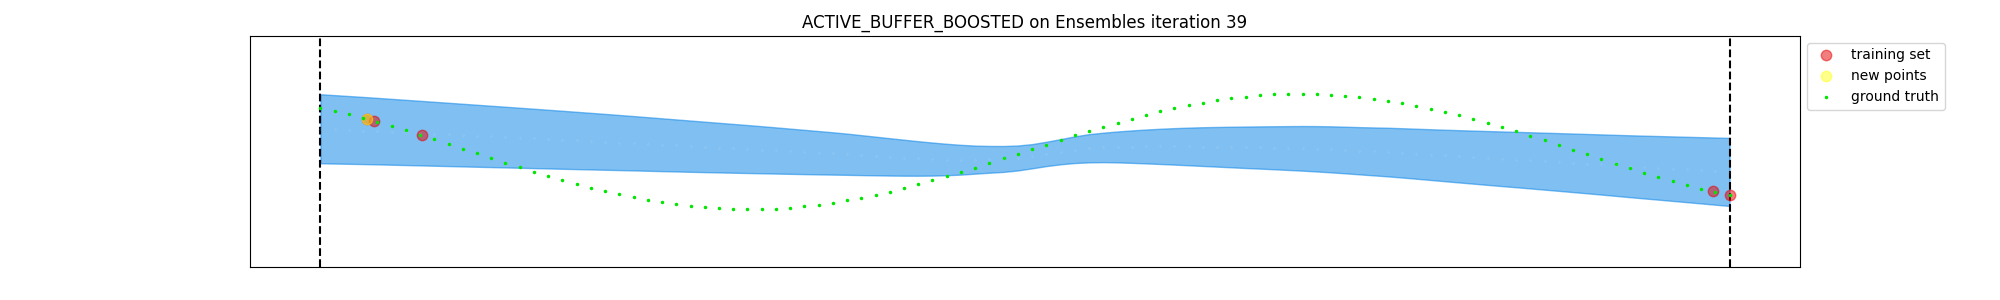 ACTIVE_BUFFER_BOOSTED on Ensembles iteration 39
training set
new points
ground truth